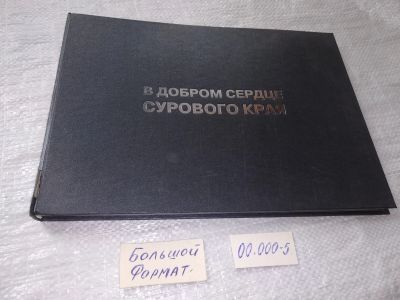 В ДОБРОМ СЕРДЦЕ
СУРОВОГО КРАЯ
БОЛЬШОЙ
ФОРМАТ.
00.000-5